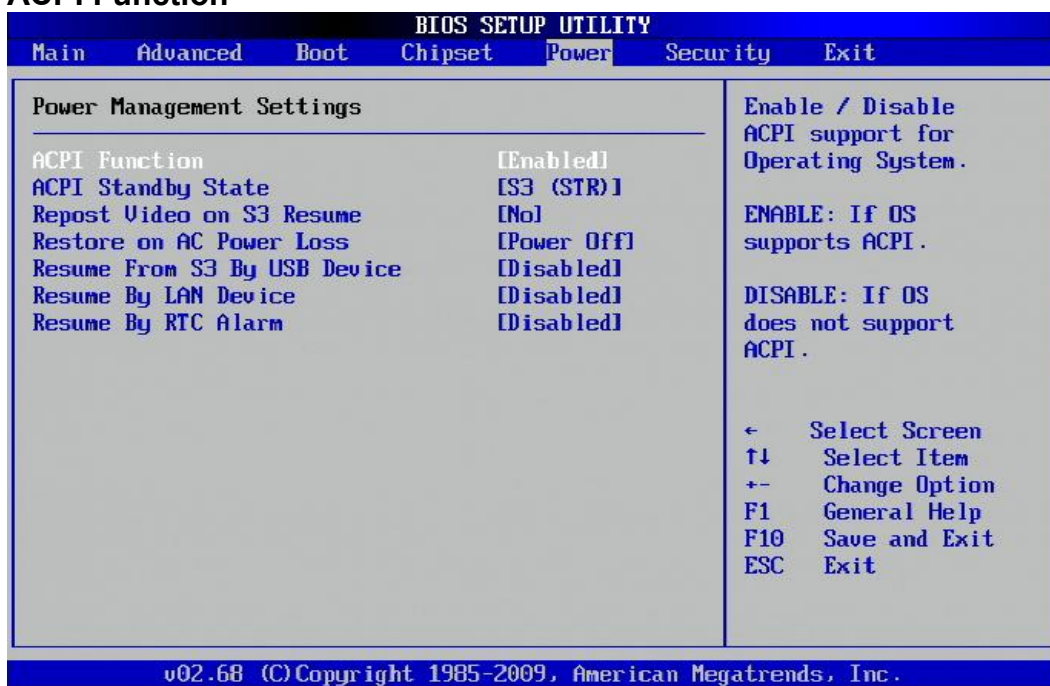 ACPI Function
BIOS SETUP UTILITY
Main Advanced Boot Chipset Power Security Exit
Power Management Settings
ACPI Function [Enabled]
ACPI Standby State [S3 (STR)]
Repost Video on S3 Resume [No]
Restore on AC Power Loss [Power Off]
Resume From S3 By USB Device [Disabled]
Resume By LAN Device [Disabled]
Resume By RTC Alarm [Disabled]
Enable / Disable
ACPI support for
Operating System.
ENABLE: If OS
supports ACPI.
DISABLE: If OS
does not support
ACPI.
← Select Screen
↑↓ Select Item
+- Change Option
F1 General Help
F10 Save and Exit
ESC Exit
v02.68 (C)Copyright 1985-2009, American Megatrends, Inc.